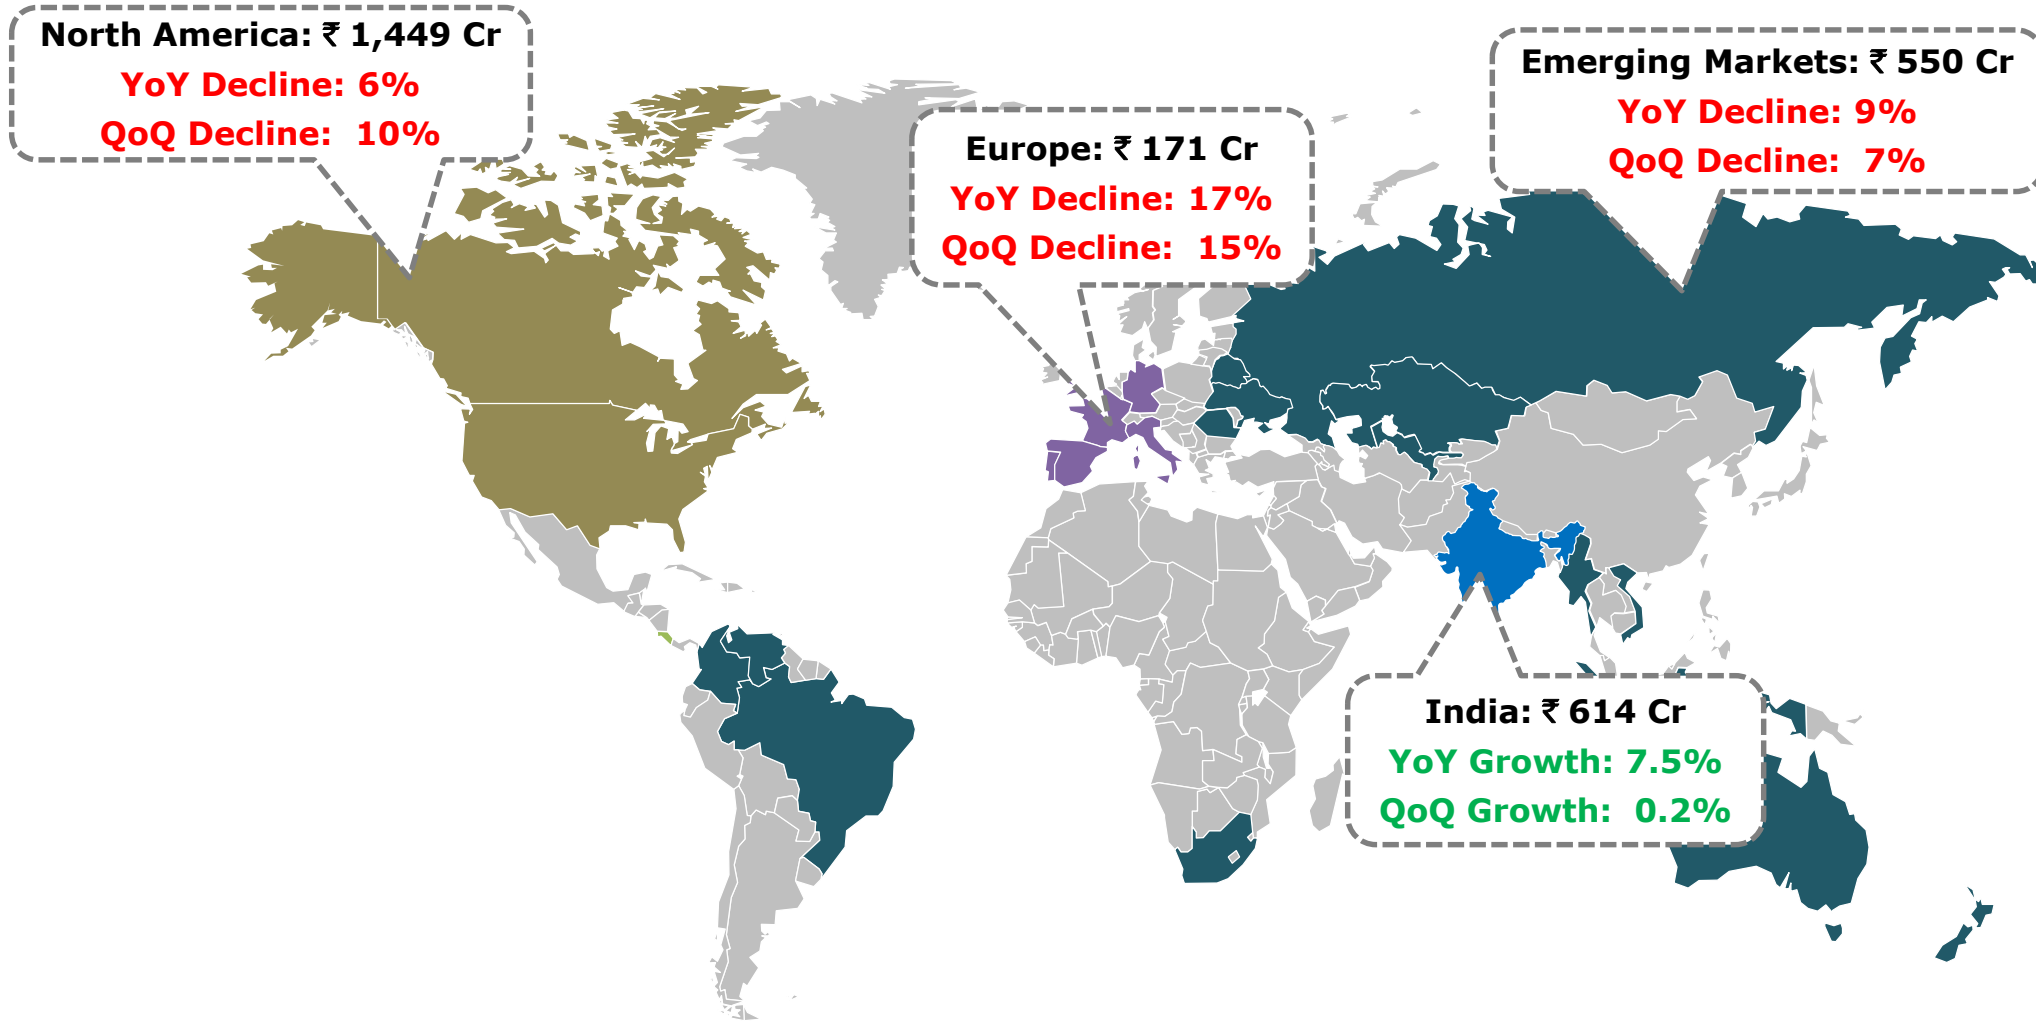 North America: ₹ 1,449 Cr
YoY Decline: 6%
QoQ Decline: 10%
Emerging Markets: ₹ 550 Cr
YoY Decline: 9%
QoQ Decline: 7%
Europe: ₹ 171 Cr
YoY Decline: 17%
QoQ Decline: 15%
India: ₹ 614 Cr
YoY Growth: 7.5%
QoQ Growth: 0.2%